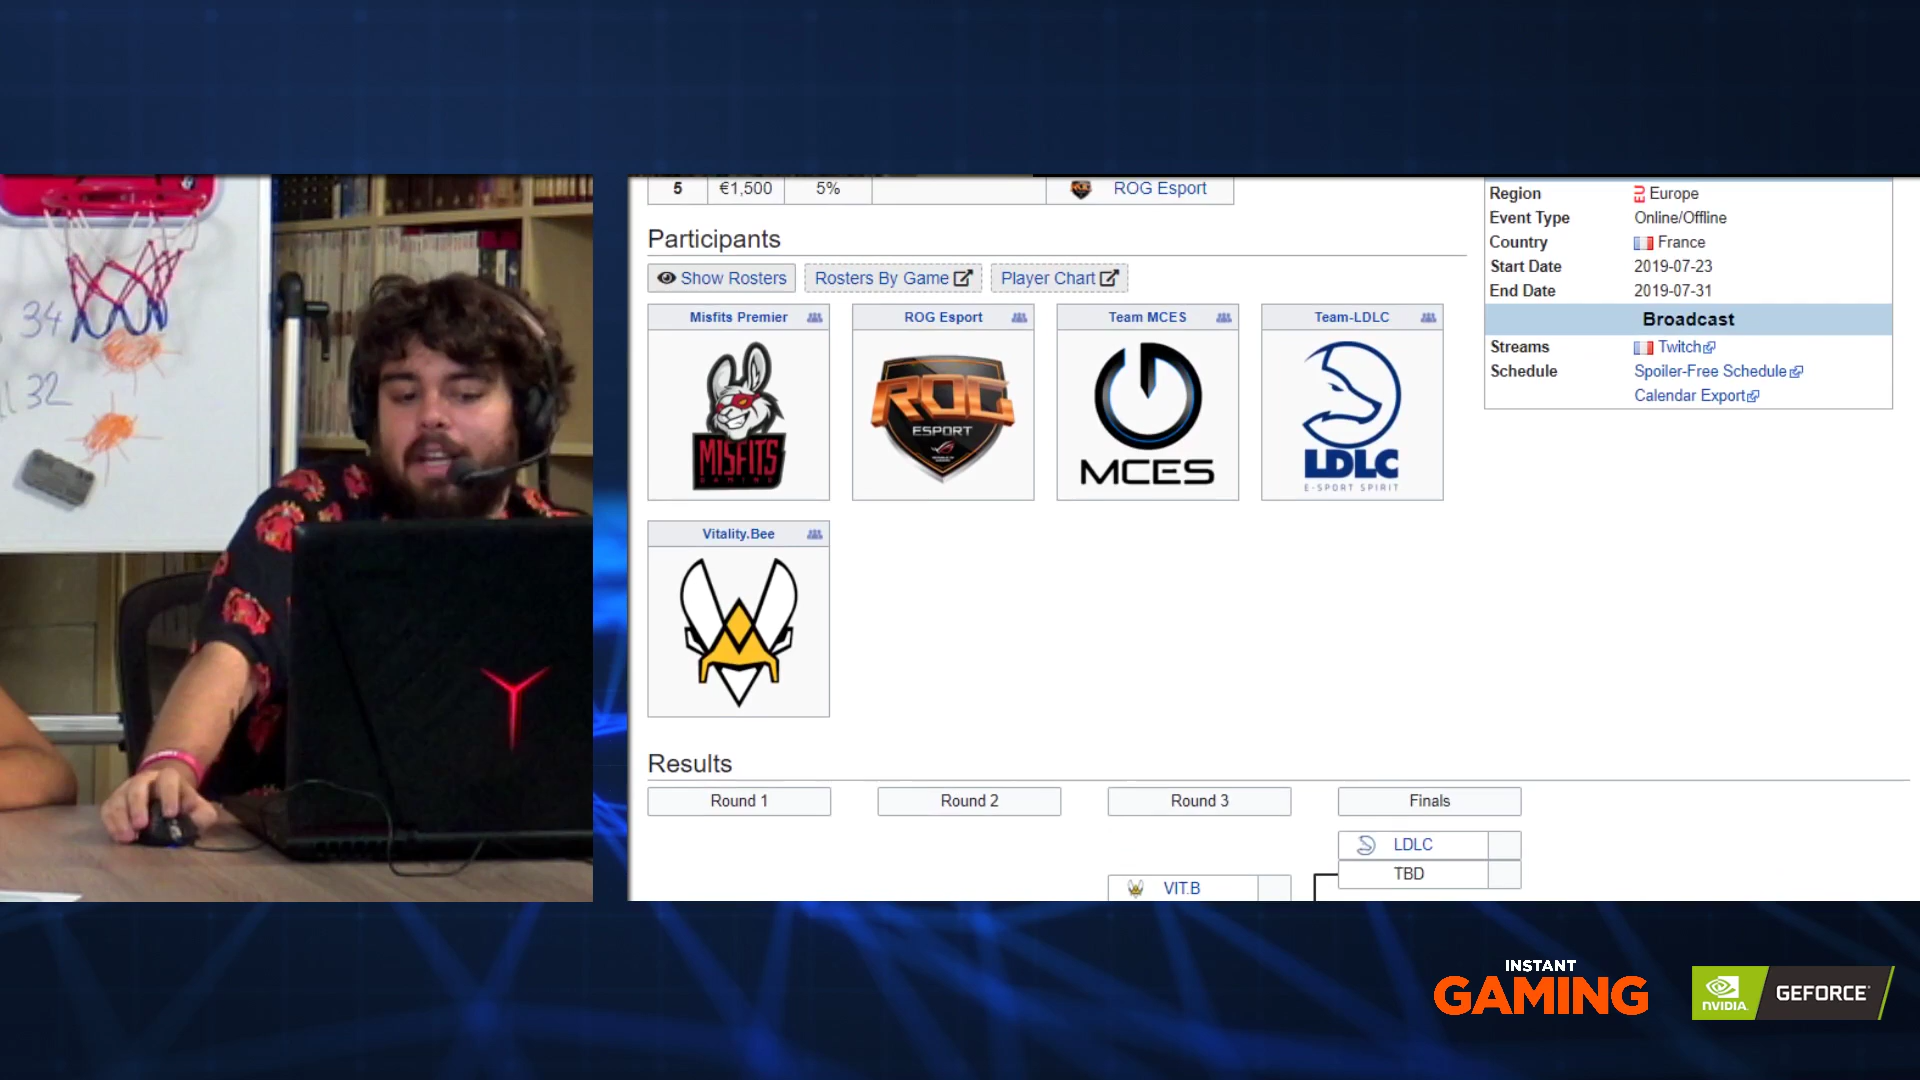 34
32
5 €1,500 5% ROG Esport
Participants
Show Rosters Rosters By Game Player Chart
Misfits Premier ROG Esport Team MCES Team-LDLC
MISFITS
GAMING
ROG
ESPORT
MCES
LDLC
E-SPORT SPIRIT
Vitality.Bee
Results
Round 1 Round 2 Round 3 Finals
LDLC
TBD
VIT.B
Region EU Europe
Event Type Online/Offline
Country France
Start Date 2019-07-23
End Date 2019-07-31
Broadcast
Streams Twitch
Schedule Spoiler-Free Schedule
Calendar Export
INSTANT
GAMING
NVIDIA. GEFORCE